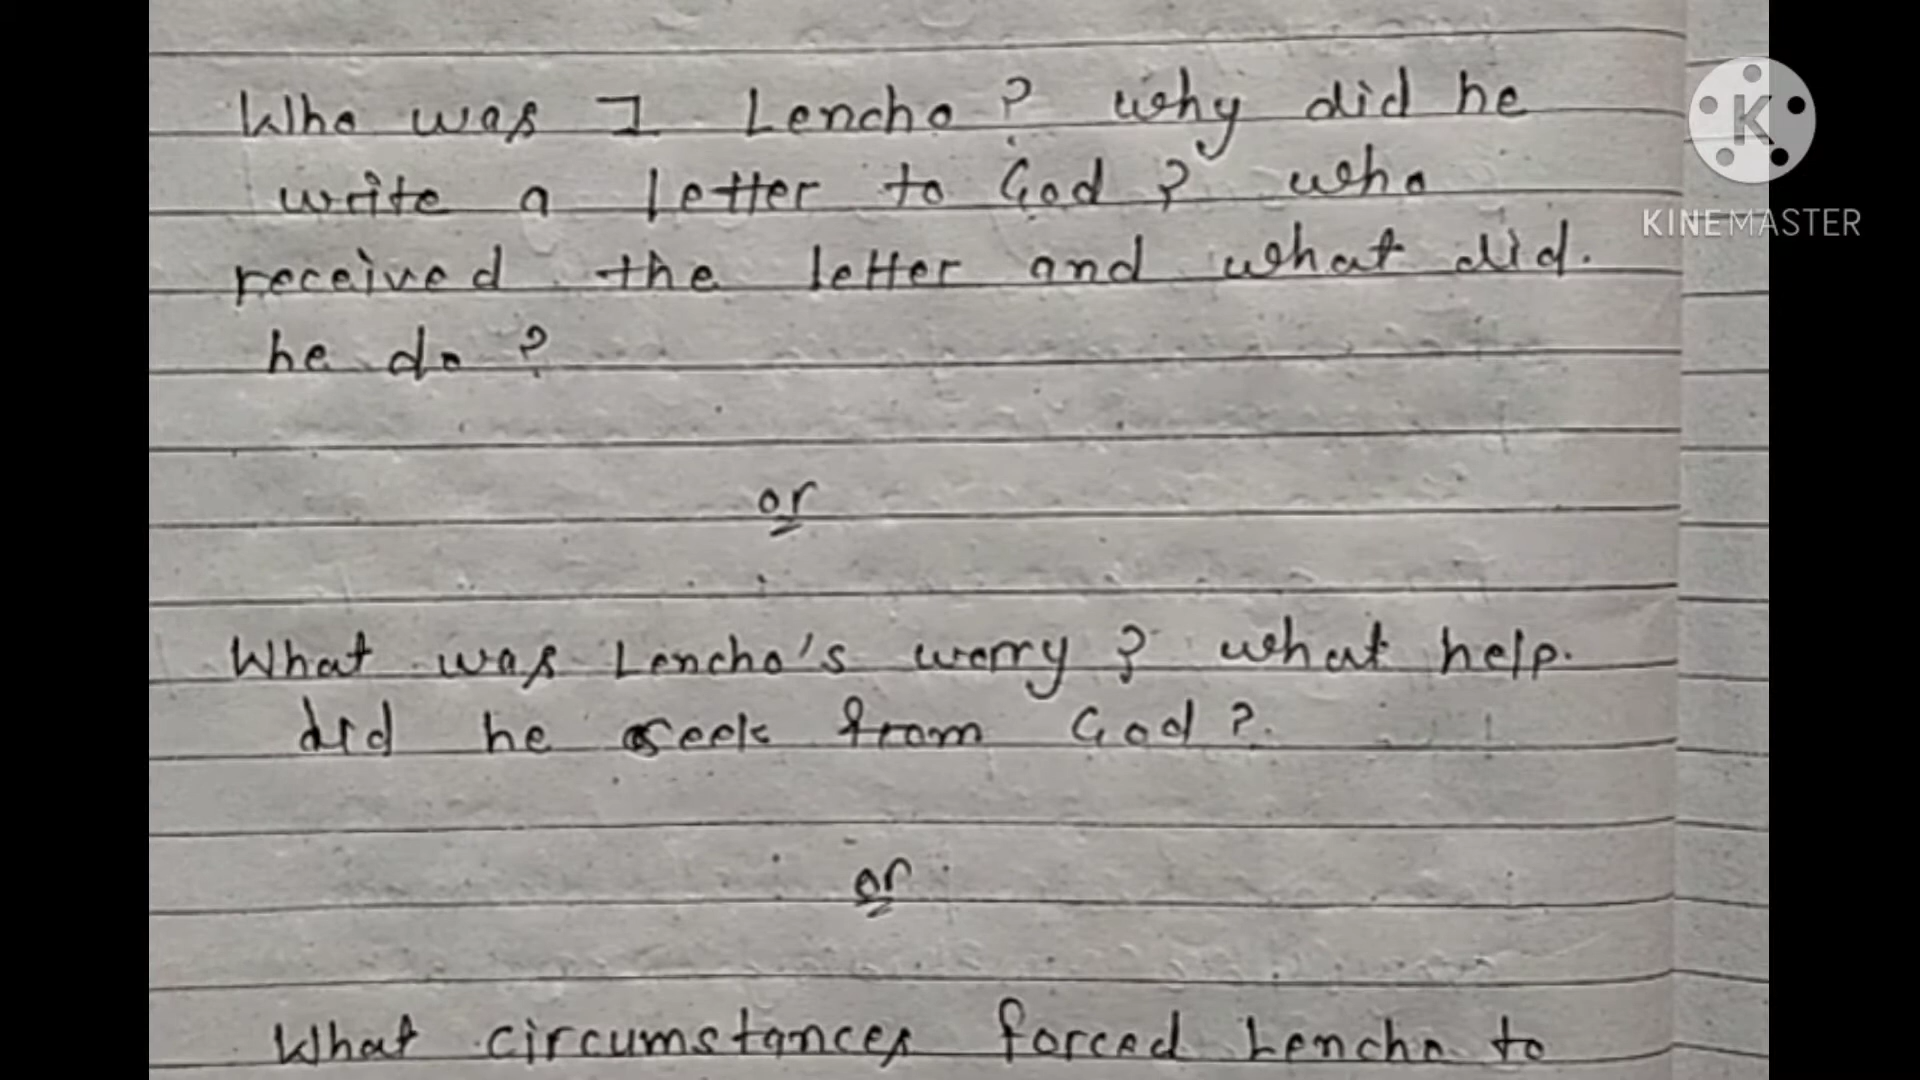 Who was I Lencho ? why did he
write a letter to God ? who
received the letter and what did.
he do ?
or
What was Lencho's worry ? what help.
did he seek from God ?.
or
What circumstances forced Lencho to
K
KINEMASTER